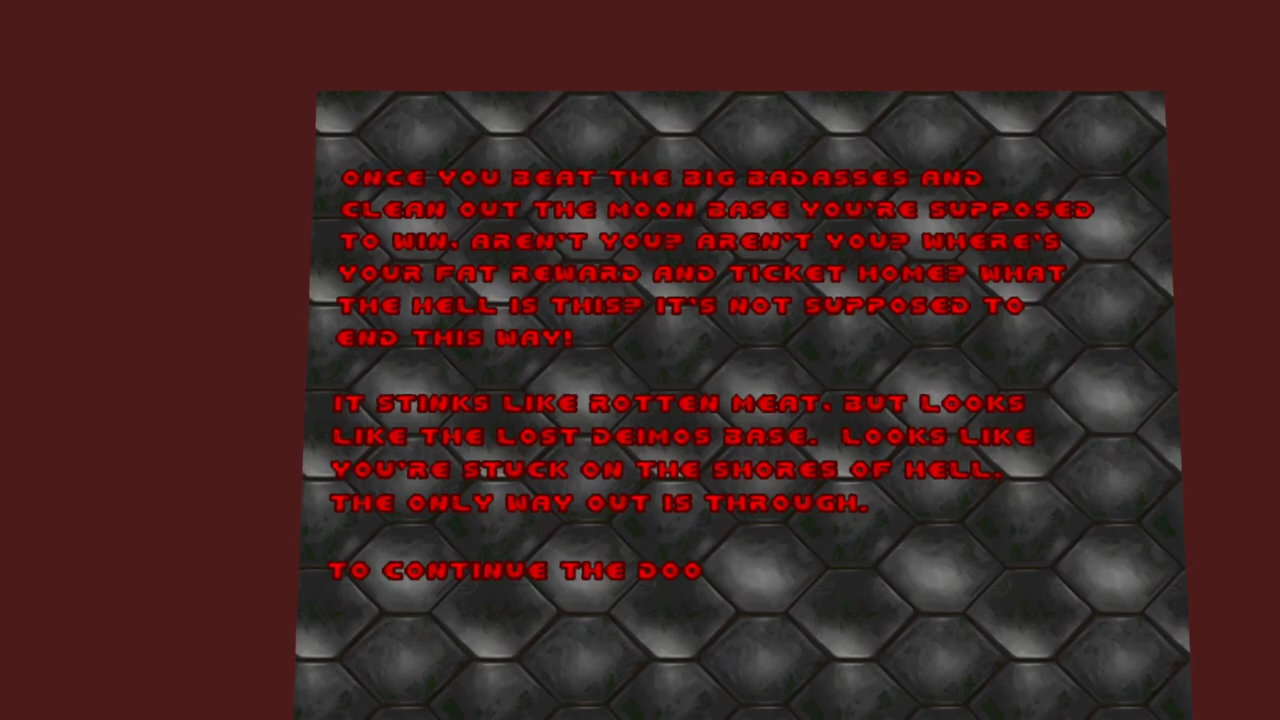 ONCE YOU BEAT THE BIG BADASSES AND
CLEAN OUT THE MOON BASE YOU'RE SUPPOSED
TO WIN, AREN'T YOU? AREN'T YOU? WHERE'S
YOUR FAT REWARD AND TICKET HOME? WHAT
THE HELL IS THIS? IT'S NOT SUPPOSED TO
END THIS WAY!
IT STINKS LIKE ROTTEN MEAT, BUT LOOKS
LIKE THE LOST DEIMOS BASE.  LOOKS LIKE
YOU'RE STUCK ON THE SHORES OF HELL.
THE ONLY WAY OUT IS THROUGH.
TO CONTINUE THE DOO